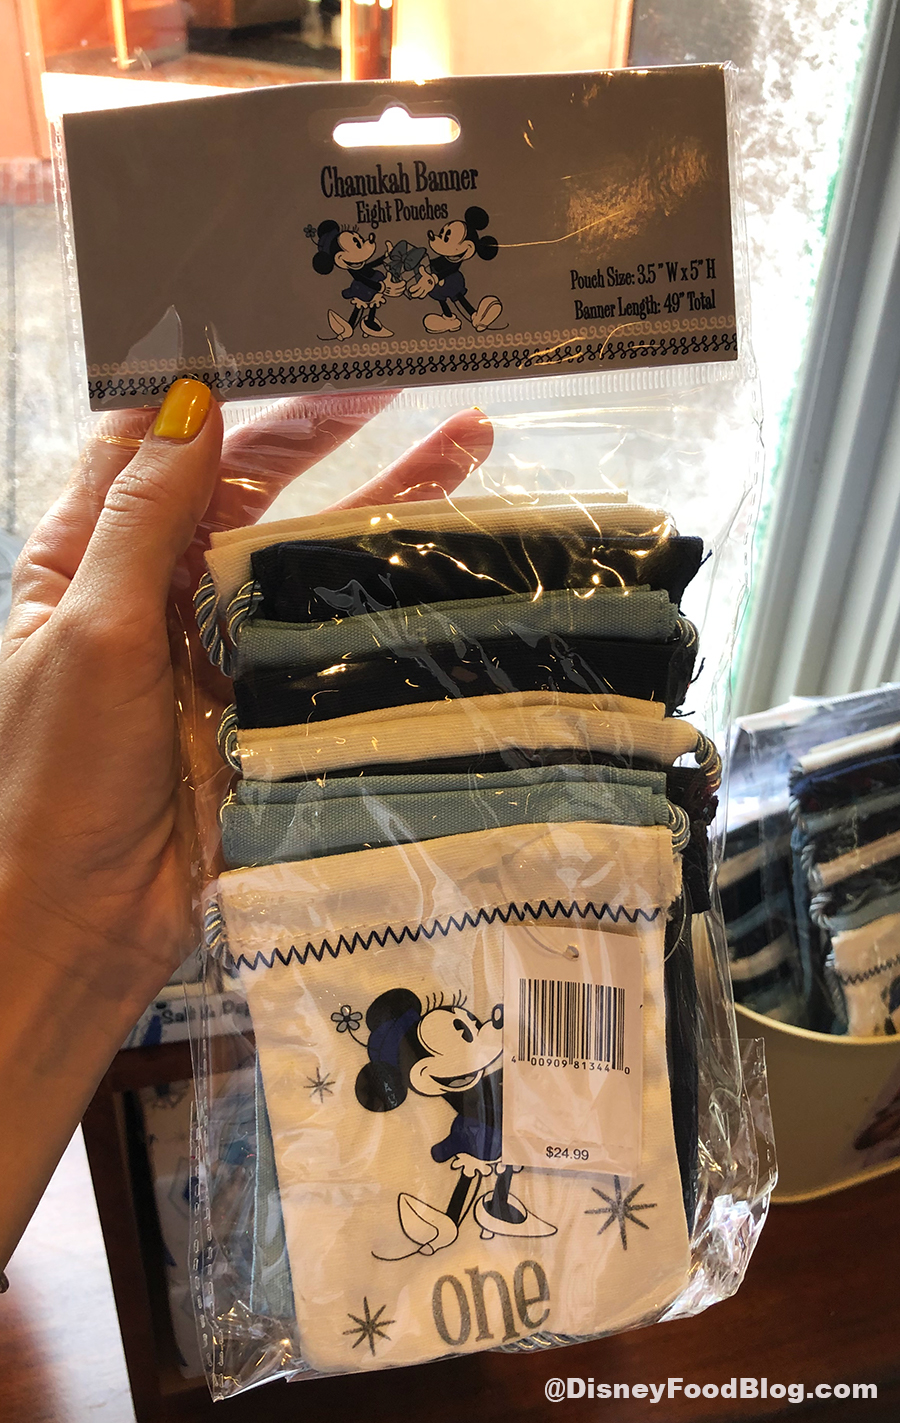 Chanukah Banner
Eight Pouches
Pouch Size: 3.5" W x 5" H
Banner Length: 49" Total
4 00909 81344 0
$24.99
one
@DisneyFoodBlog.com